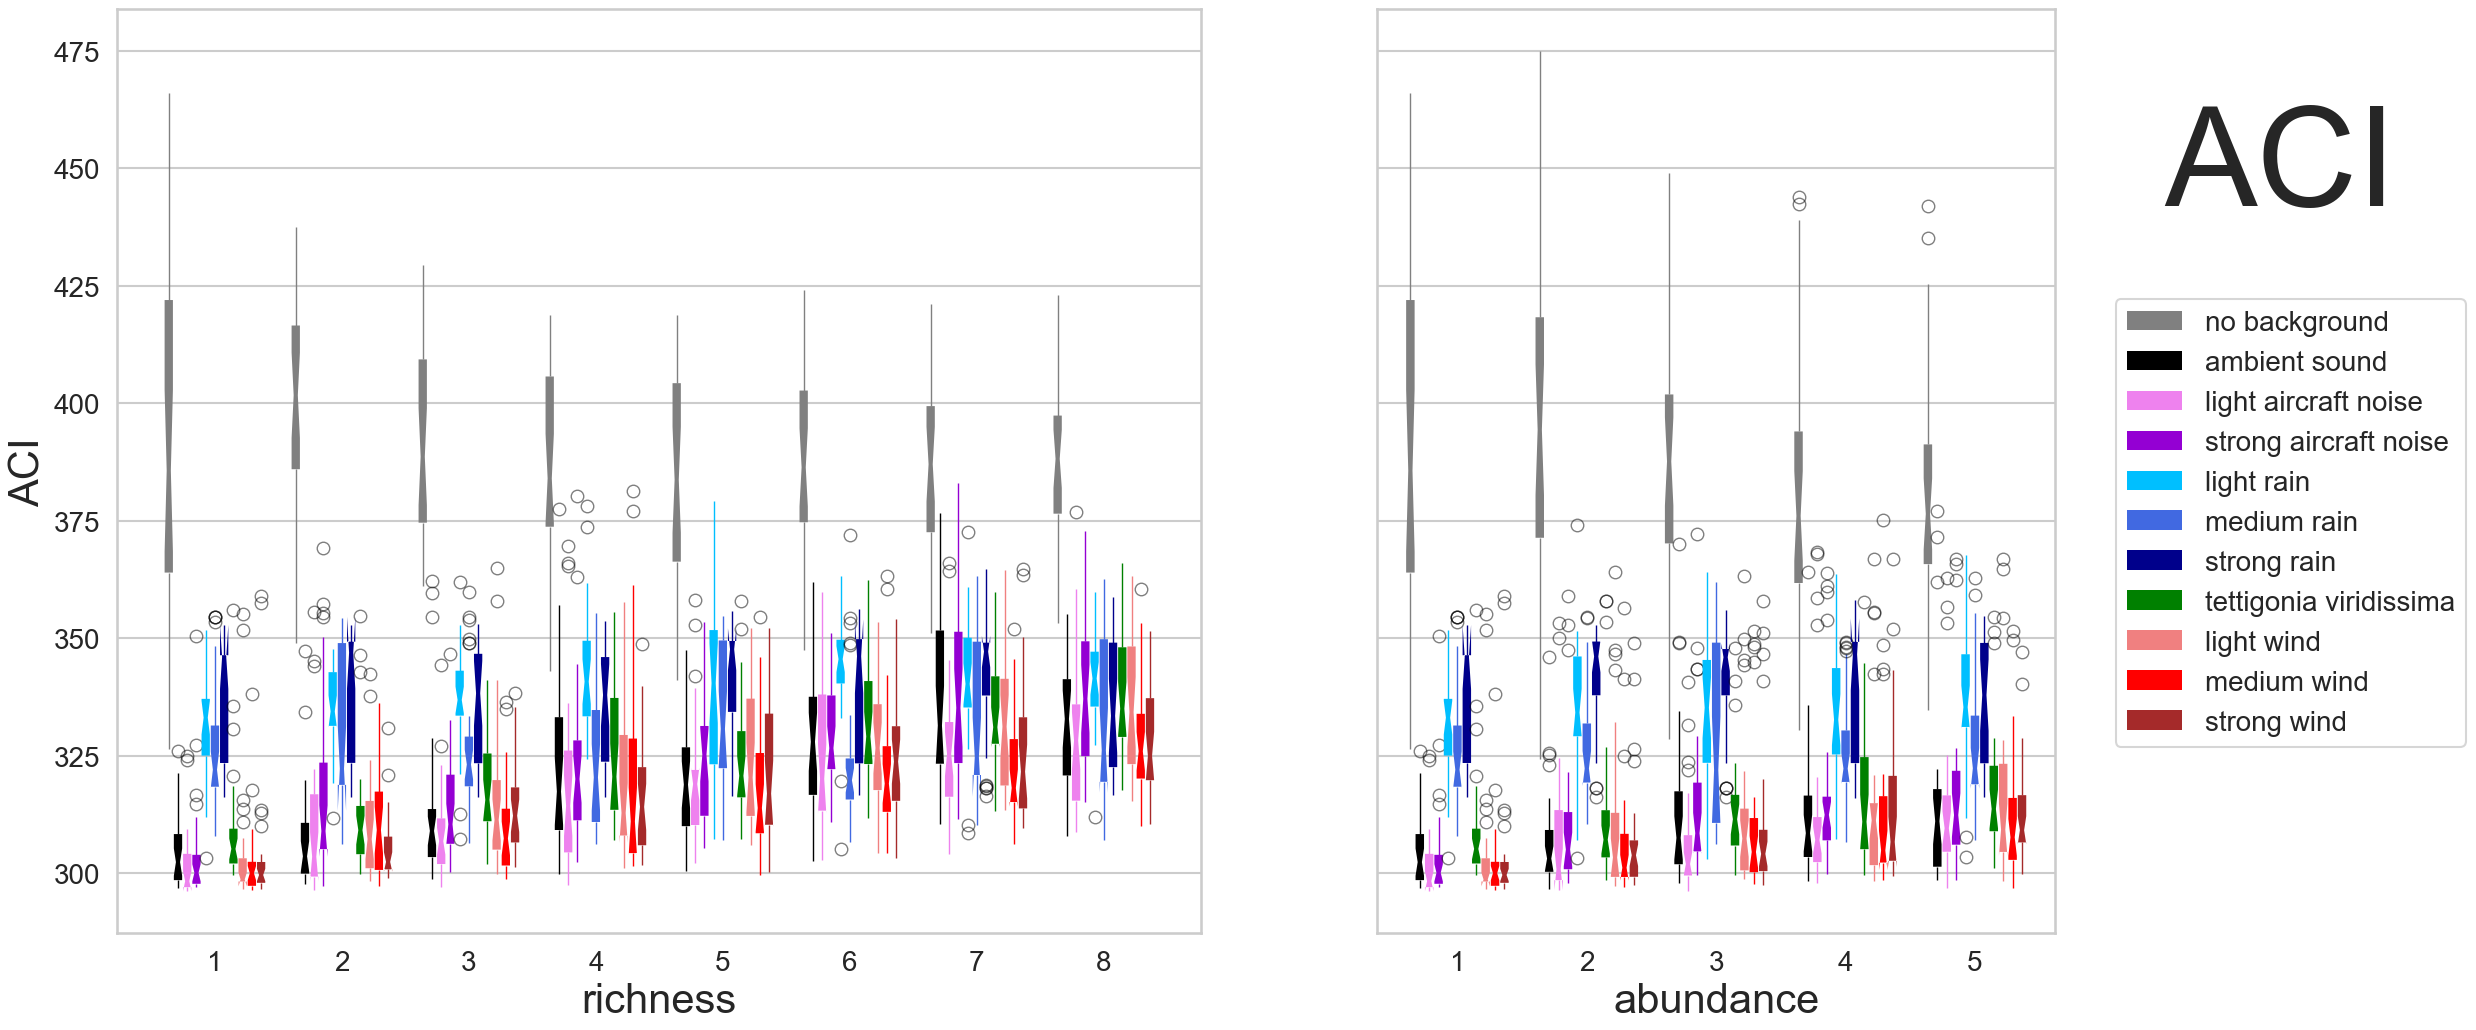 ACI
475
450
425
400
375
350
325
300
ACI
1 2 3 4 5 6 7 8
richness
1 2 3 4 5
abundance
no background
ambient sound
light aircraft noise
strong aircraft noise
light rain
medium rain
strong rain
tettigonia viridissima
light wind
medium wind
strong wind